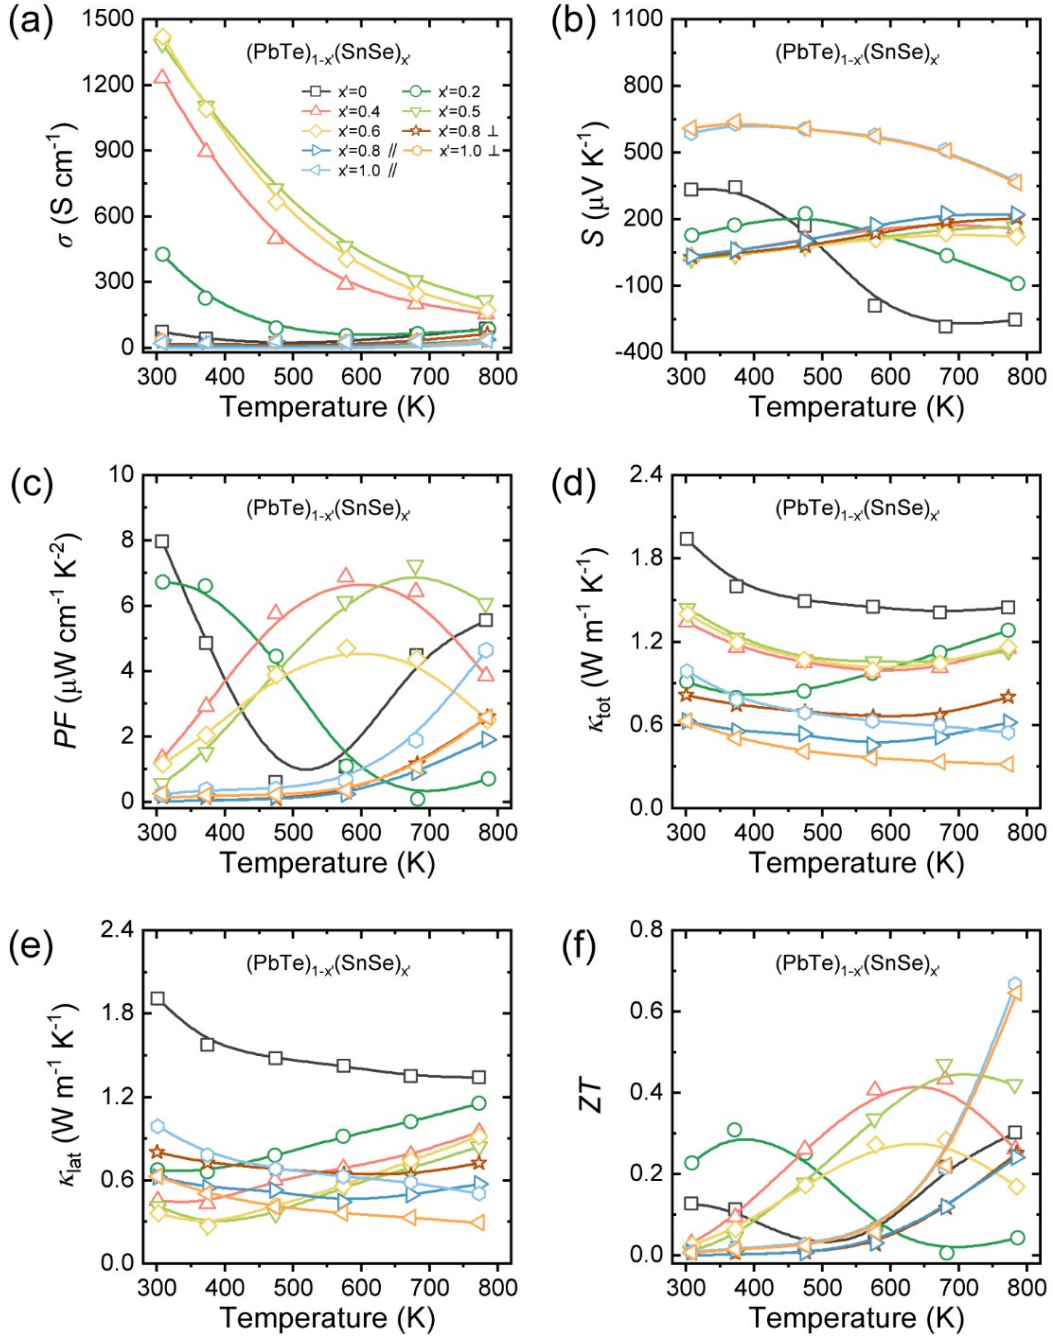 (a)
1500
1200
900
600
300
0
σ (S cm⁻¹)
(PbTe)₁₋ₓ'(SnSe)ₓ'
x'=0
x'=0.2
x'=0.4
x'=0.5
x'=0.6
x'=0.8 ⊥
x'=0.8 //
x'=1.0 ⊥
x'=1.0 //
300 400 500 600 700 800
Temperature (K)
(b)
1100
800
500
200
-100
-400
S (μV K⁻¹)
(PbTe)₁₋ₓ'(SnSe)ₓ'
300 400 500 600 700 800
Temperature (K)
(c)
10
8
6
4
2
0
PF (μW cm⁻¹ K⁻²)
(PbTe)₁₋ₓ'(SnSe)ₓ'
300 400 500 600 700 800
Temperature (K)
(d)
2.4
1.8
1.2
0.6
0.0
κtot (W m⁻¹ K⁻¹)
(PbTe)₁₋ₓ'(SnSe)ₓ'
300 400 500 600 700 800
Temperature (K)
(e)
2.4
1.8
1.2
0.6
0.0
κlat (W m⁻¹ K⁻¹)
(PbTe)₁₋ₓ'(SnSe)ₓ'
300 400 500 600 700 800
Temperature (K)
(f)
0.8
0.6
0.4
0.2
0.0
ZT
(PbTe)₁₋ₓ'(SnSe)ₓ'
300 400 500 600 700 800
Temperature (K)